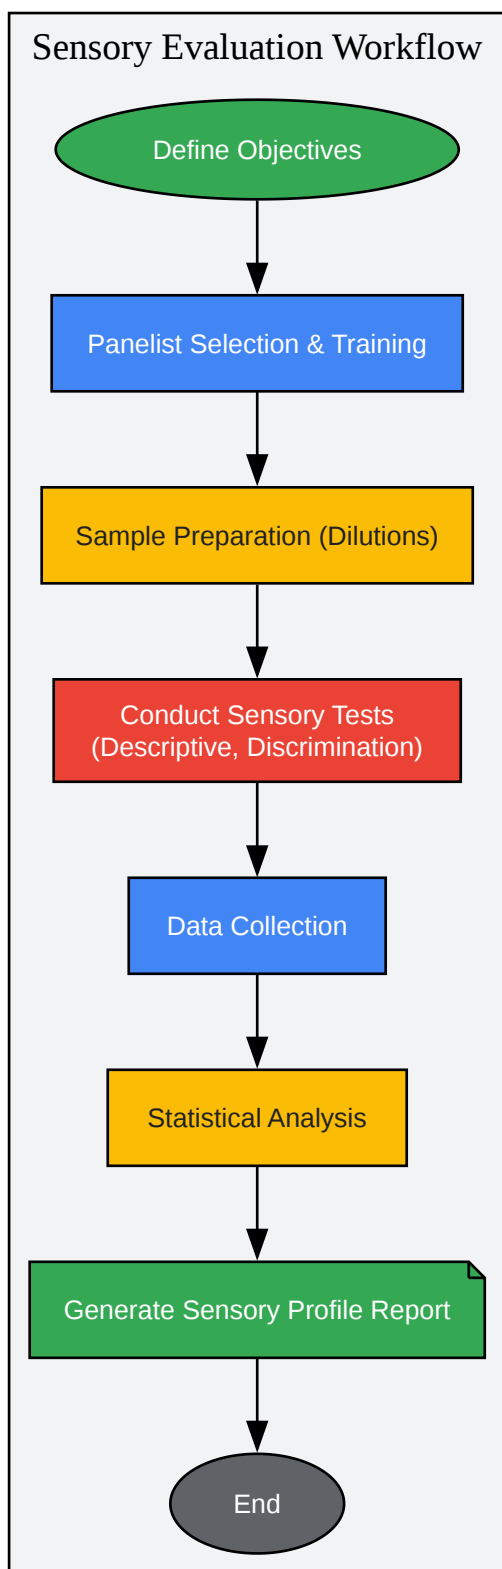 Sensory Evaluation Workflow
Define Objectives
Panelist Selection & Training
Sample Preparation (Dilutions)
Conduct Sensory Tests
(Descriptive, Discrimination)
Data Collection
Statistical Analysis
Generate Sensory Profile Report
End